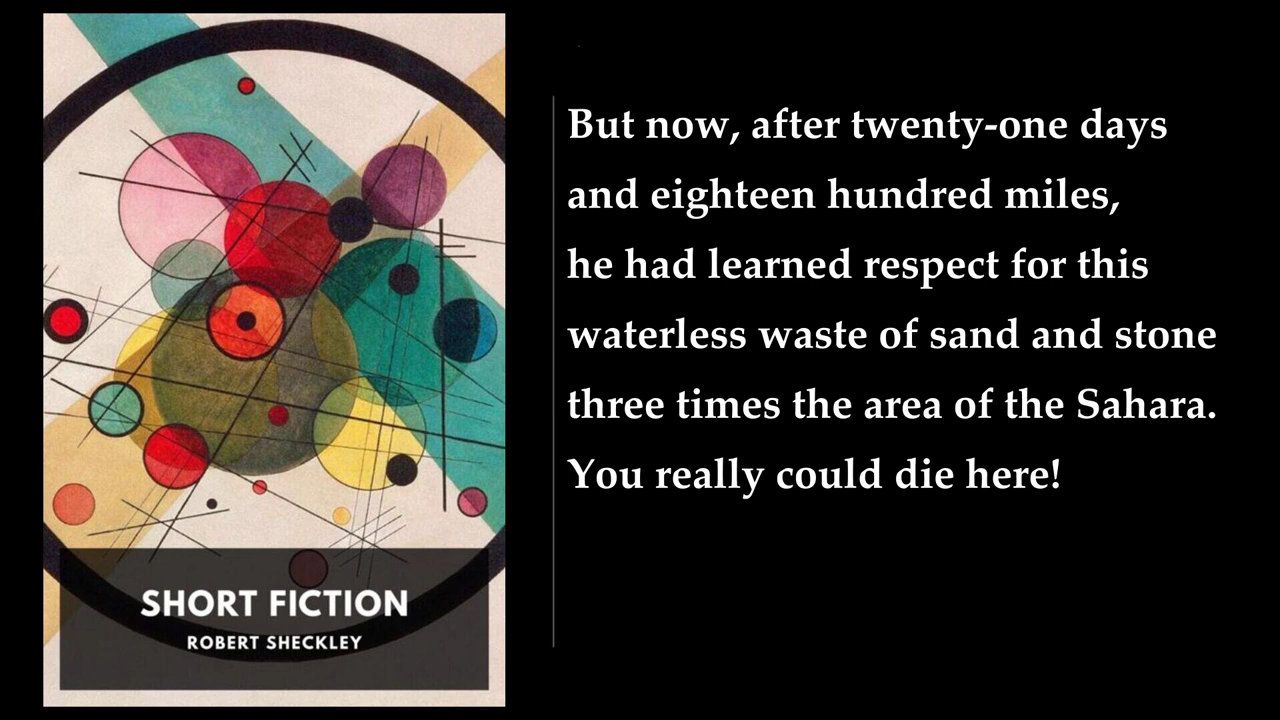 SHORT FICTION
ROBERT SHECKLEY
But now, after twenty-one days
and eighteen hundred miles,
he had learned respect for this
waterless waste of sand and stone
three times the area of the Sahara.
You really could die here!